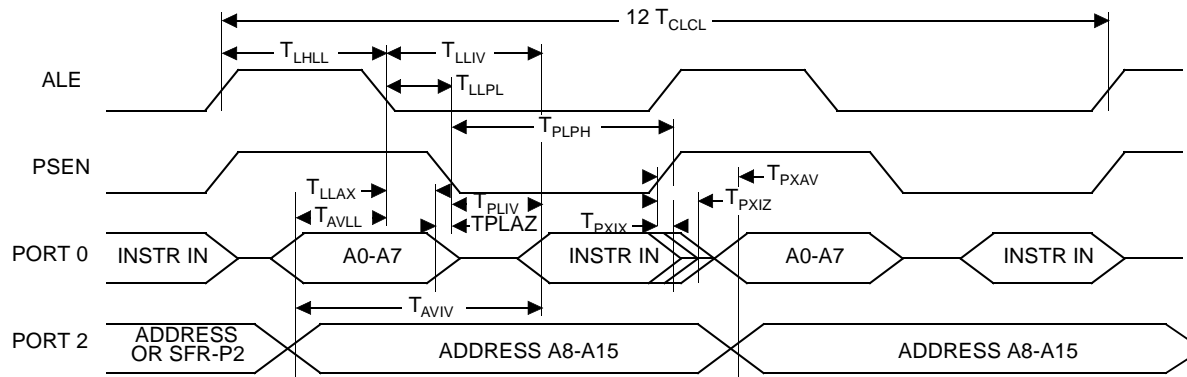 12 TCLCL
TLHLL
TLLIV
ALE
TLLPL
TPLPH
PSEN
TLLAX
TPXAV
TPLIV
TPXIZ
TAVLL
TPLAZ
TPXIX
PORT 0
INSTR IN
A0-A7
INSTR IN
A0-A7
INSTR IN
TAVIV
PORT 2
ADDRESS
OR SFR-P2
ADDRESS A8-A15
ADDRESS A8-A15